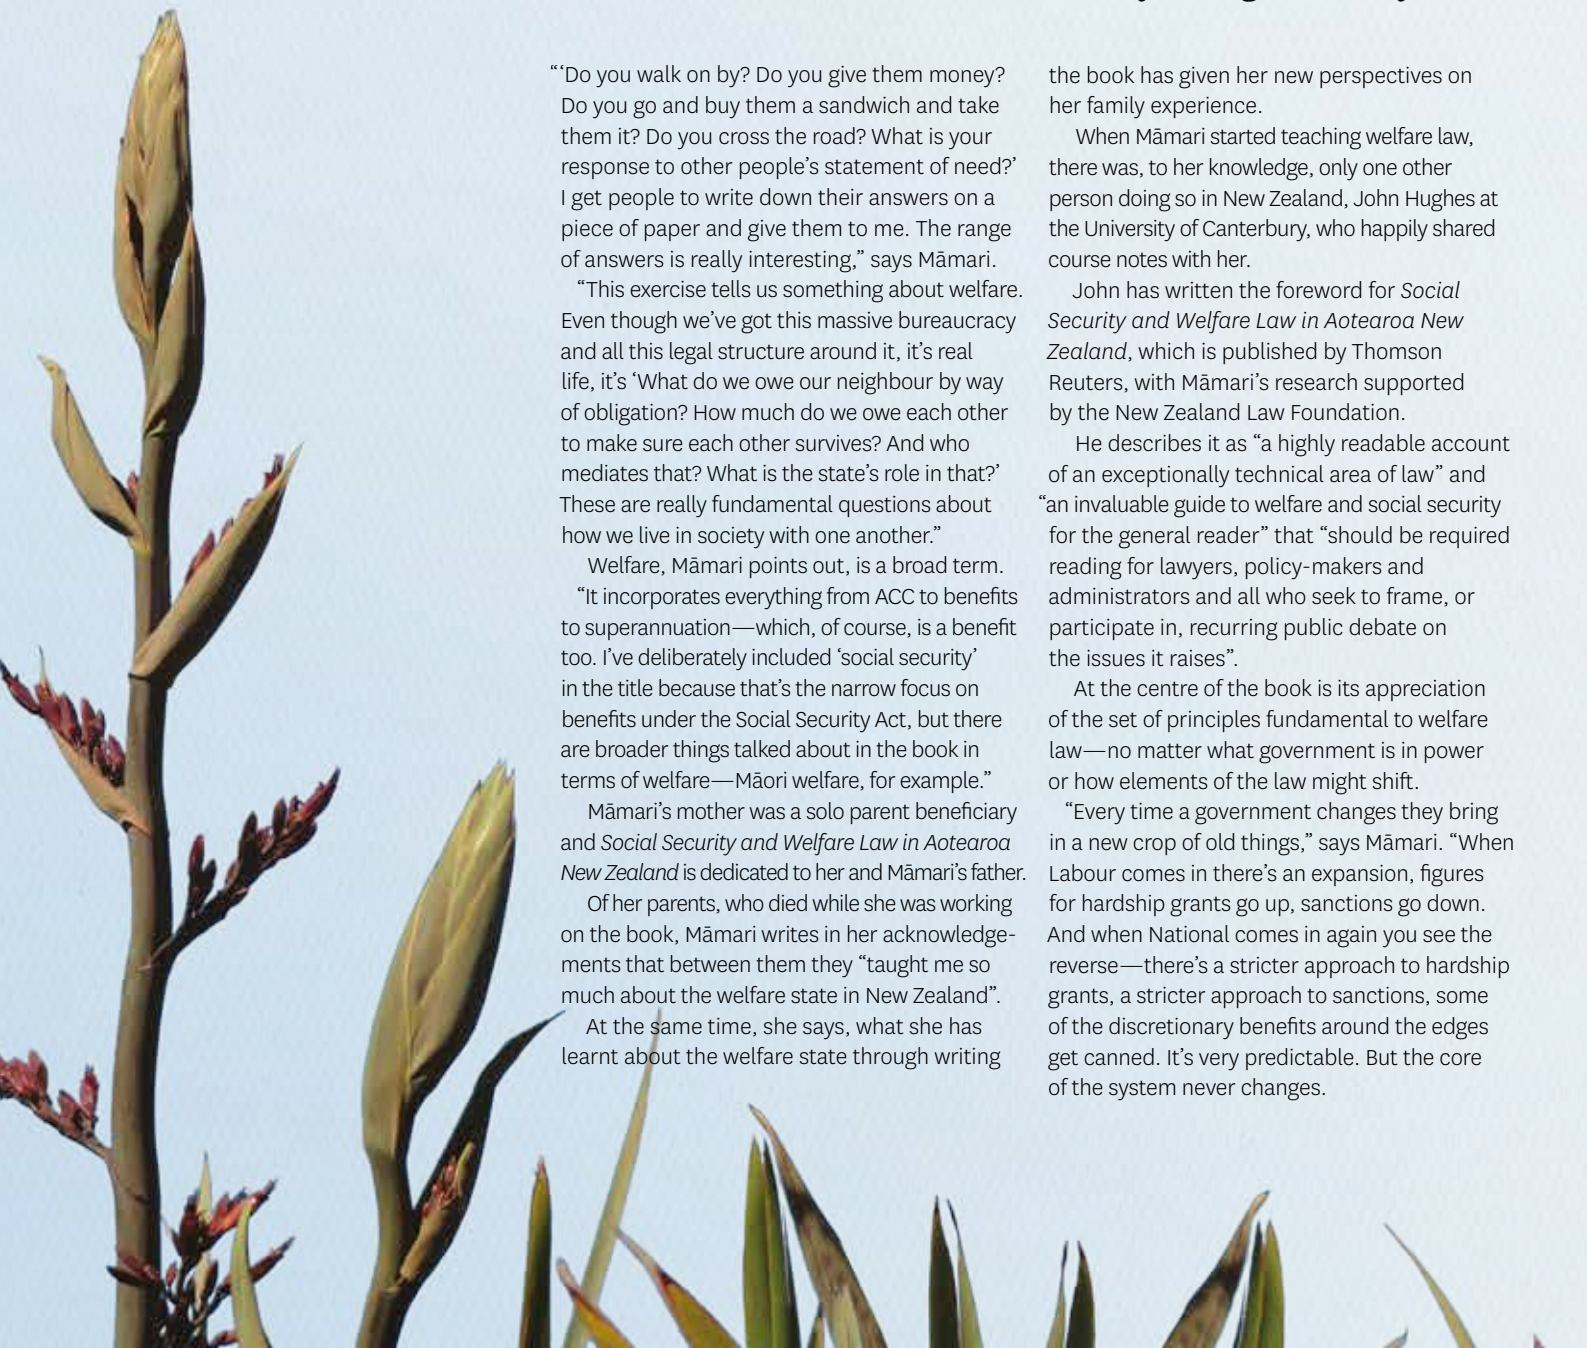 “‘Do you walk on by? Do you give them money?
Do you go and buy them a sandwich and take
them it? Do you cross the road? What is your
response to other people’s statement of need?’
I get people to write down their answers on a
piece of paper and give them to me. The range
of answers is really interesting,” says Māmari.
“This exercise tells us something about welfare.
Even though we’ve got this massive bureaucracy
and all this legal structure around it, it’s real
life, it’s ‘What do we owe our neighbour by way
of obligation? How much do we owe each other
to make sure each other survives? And who
mediates that? What is the state’s role in that?’
These are really fundamental questions about
how we live in society with one another.”
Welfare, Māmari points out, is a broad term.
“It incorporates everything from ACC to benefits
to superannuation—which, of course, is a benefit
too. I’ve deliberately included ‘social security’
in the title because that’s the narrow focus on
benefits under the Social Security Act, but there
are broader things talked about in the book in
terms of welfare—Māori welfare, for example.”
Māmari’s mother was a solo parent beneficiary
and Social Security and Welfare Law in Aotearoa
New Zealand is dedicated to her and Māmari’s father.
Of her parents, who died while she was working
on the book, Māmari writes in her acknowledge-
ments that between them they “taught me so
much about the welfare state in New Zealand”.
At the same time, she says, what she has
learnt about the welfare state through writing
the book has given her new perspectives on
her family experience.
When Māmari started teaching welfare law,
there was, to her knowledge, only one other
person doing so in New Zealand, John Hughes at
the University of Canterbury, who happily shared
course notes with her.
John has written the foreword for Social
Security and Welfare Law in Aotearoa New
Zealand, which is published by Thomson
Reuters, with Māmari’s research supported
by the New Zealand Law Foundation.
He describes it as “a highly readable account
of an exceptionally technical area of law” and
“an invaluable guide to welfare and social security
for the general reader” that “should be required
reading for lawyers, policy-makers and
administrators and all who seek to frame, or
participate in, recurring public debate on
the issues it raises”.
At the centre of the book is its appreciation
of the set of principles fundamental to welfare
law—no matter what government is in power
or how elements of the law might shift.
“Every time a government changes they bring
in a new crop of old things,” says Māmari. “When
Labour comes in there’s an expansion, figures
for hardship grants go up, sanctions go down.
And when National comes in again you see the
reverse—there’s a stricter approach to hardship
grants, a stricter approach to sanctions, some
of the discretionary benefits around the edges
get canned. It’s very predictable. But the core
of the system never changes.